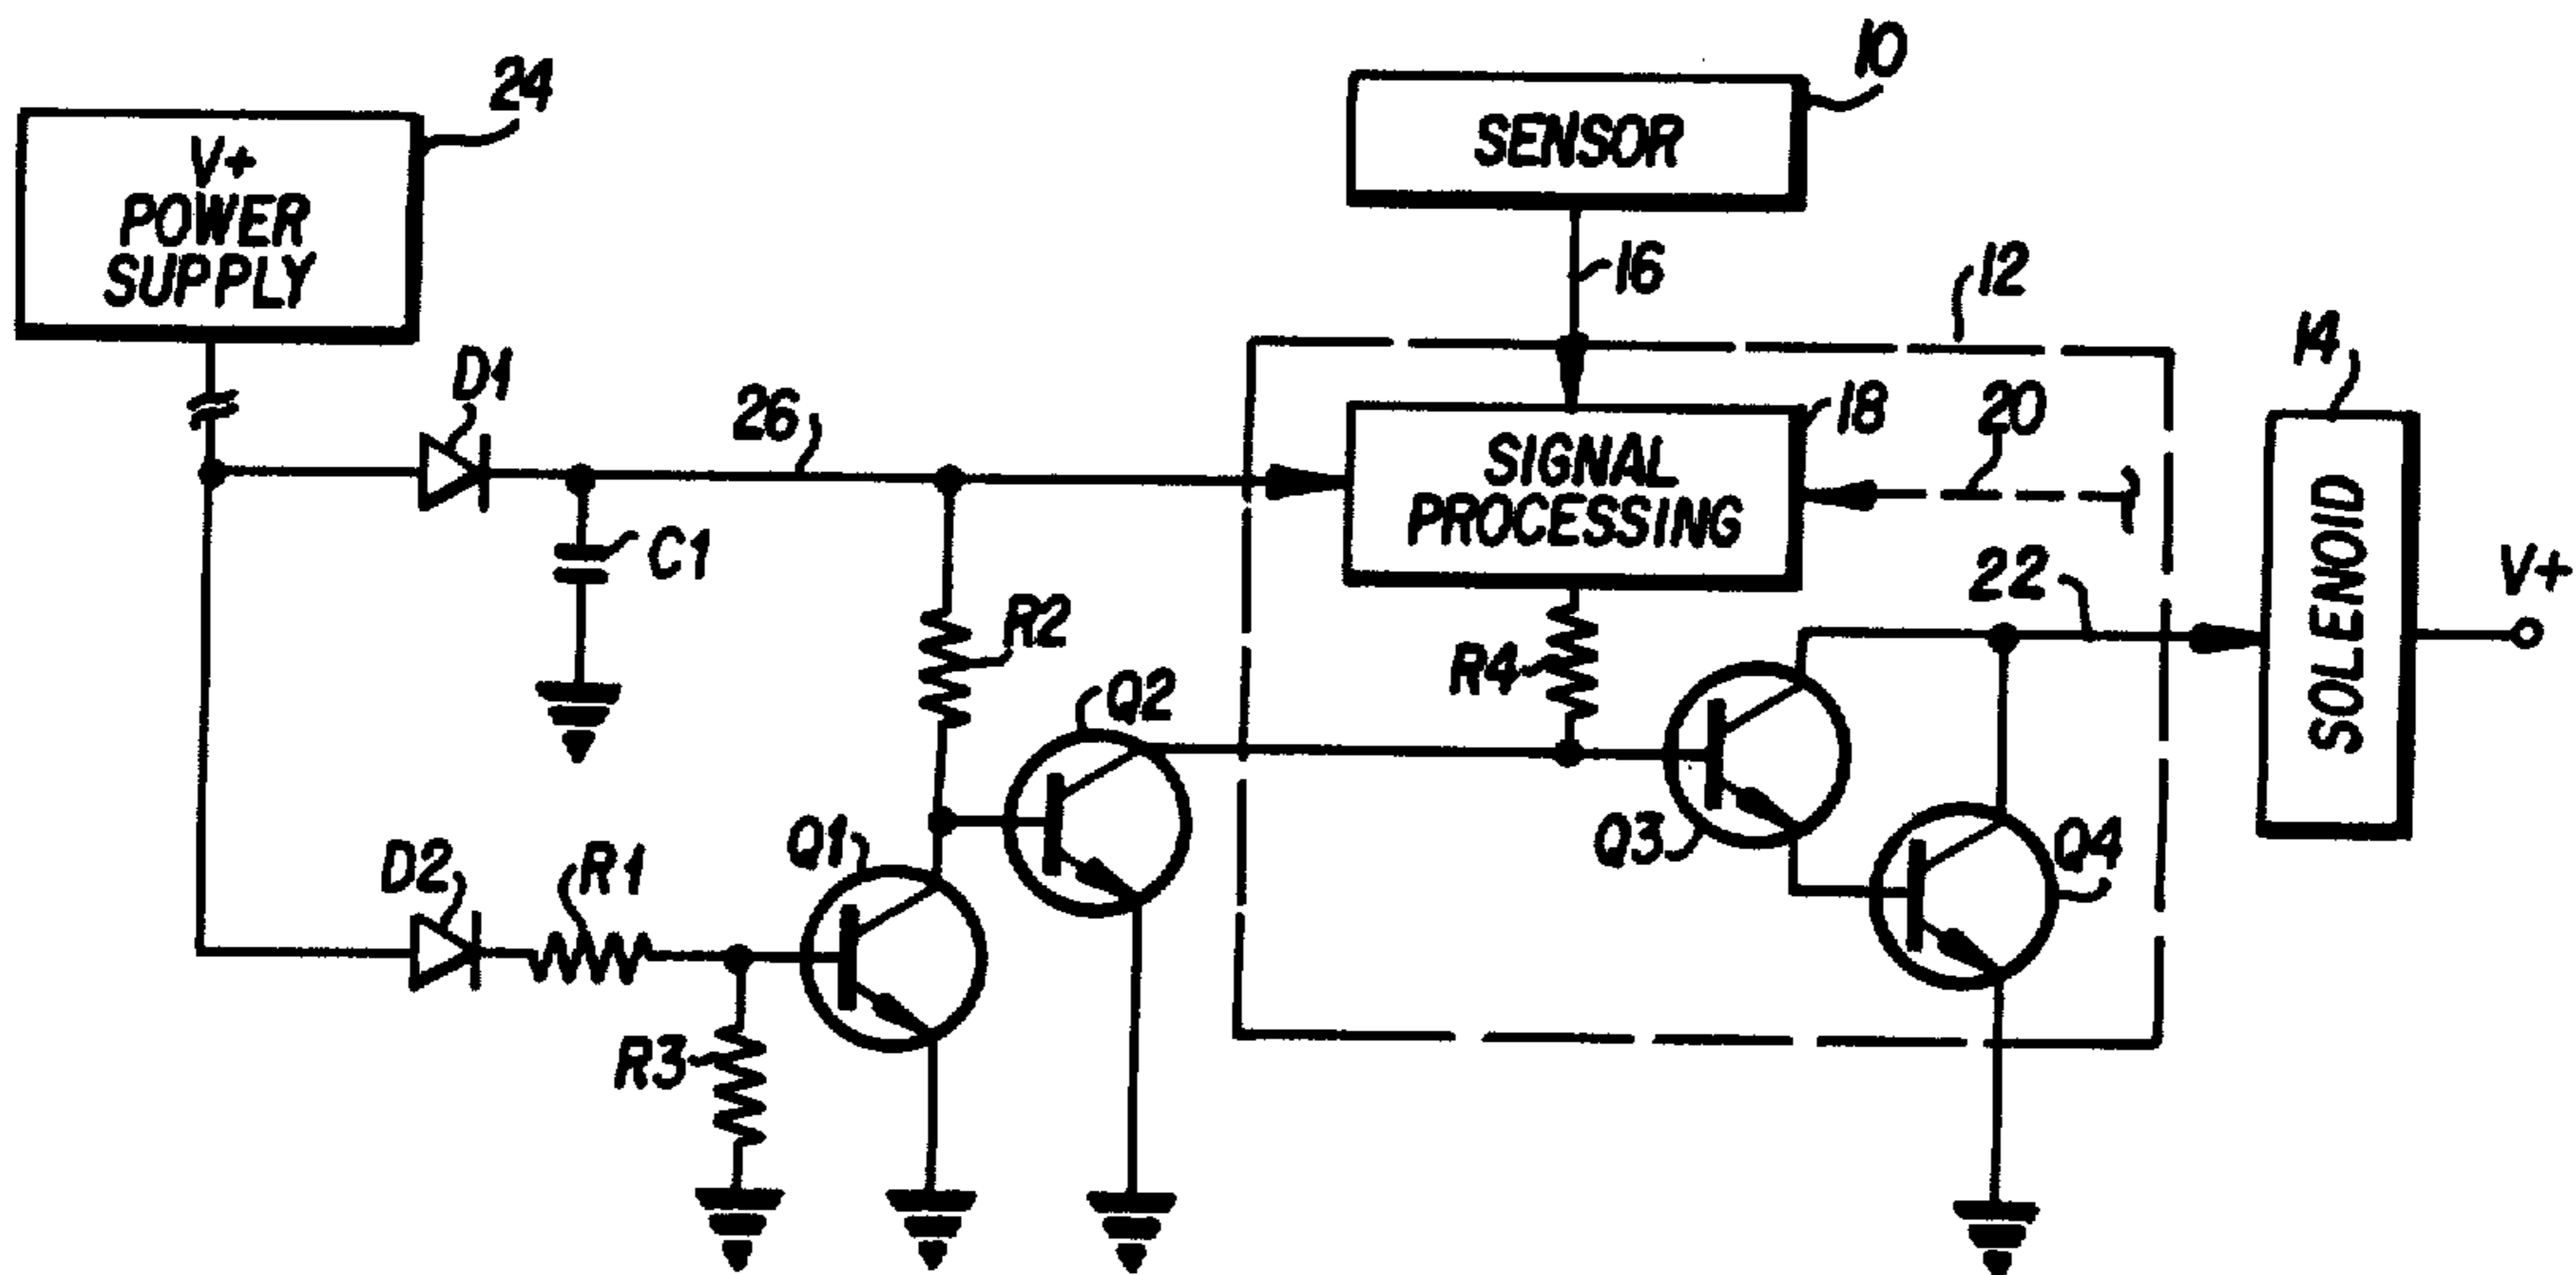 24
V+
POWER
SUPPLY
10
SENSOR
16
12
14
D1
26
18
20
SIGNAL
PROCESSING
C1
22
SOLENOID
V+
R2
R4
Q2
Q3
Q4
D2
R1
Q1
R3